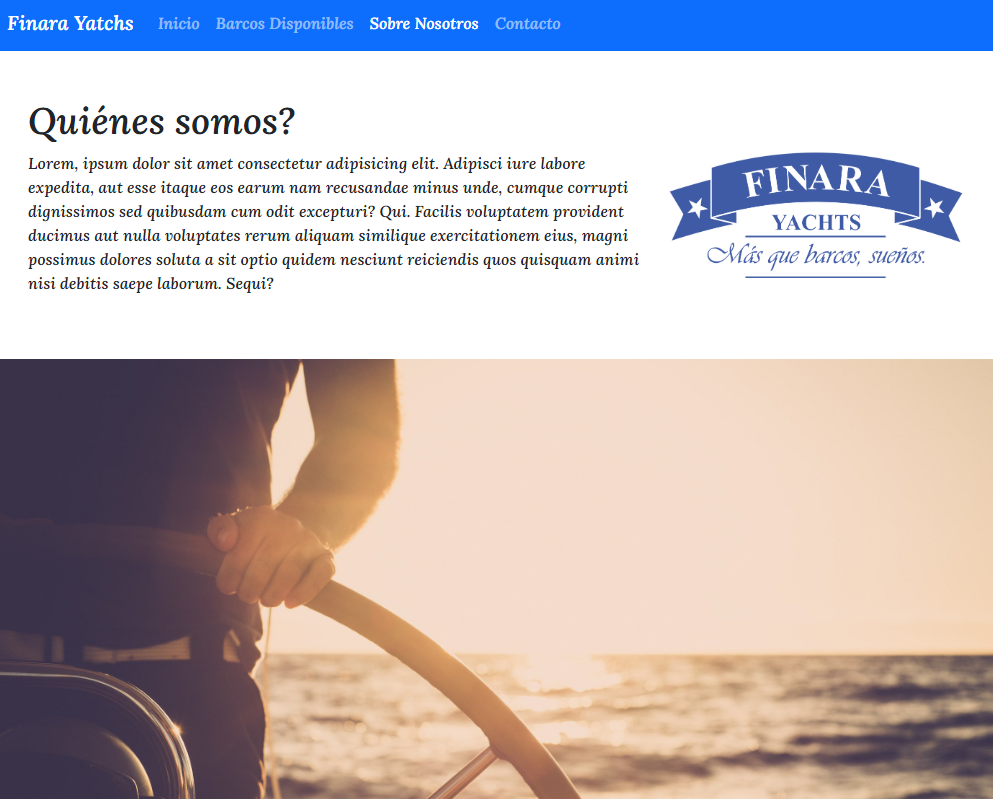 Finara Yatchs Inicio Barcos Disponibles Sobre Nosotros Contacto
Quiénes somos?
Lorem, ipsum dolor sit amet consectetur adipisicing elit. Adipisci iure labore
expedita, aut esse itaque eos earum nam recusandae minus unde, cumque corrupti
dignissimos sed quibusdam cum odit excepturi? Qui. Facilis voluptatem provident
ducimus aut nulla voluptates rerum aliquam similique exercitationem eius, magni
possimus dolores soluta a sit optio quidem nesciunt reiciendis quos quisquam animi
nisi debitis saepe laborum. Sequi?
FINARA
YACHTS
Más que barcos, sueños.